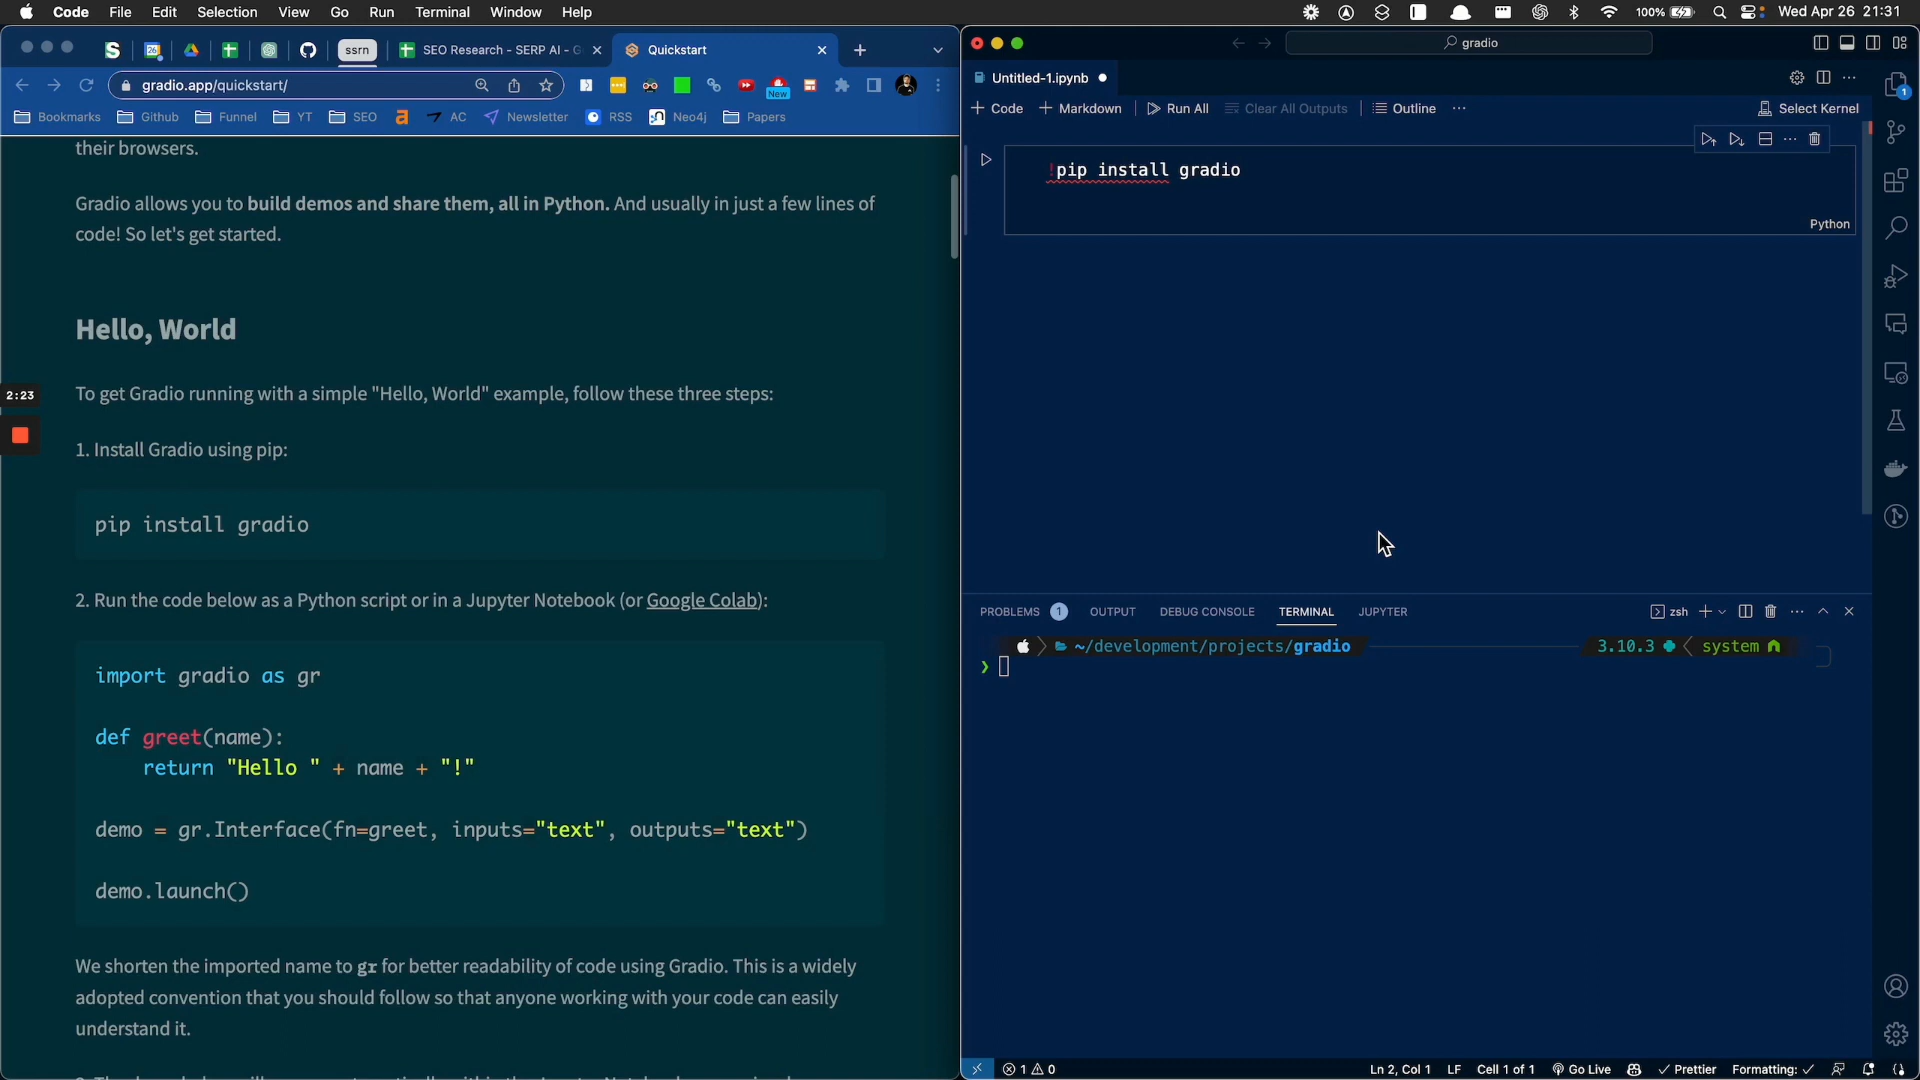 Code File Edit Selection View Go Run Terminal Window Help
100% Wed Apr 26 21:31
ssrn SEO Research - SERP AI - G Quickstart
gradio.app/quickstart/
New
Bookmarks Github Funnel YT SEO AC Newsletter RSS Neo4j Papers
their browsers.
Gradio allows you to build demos and share them, all in Python. And usually in just a few lines of
code! So let's get started.
Hello, World
2:23
To get Gradio running with a simple "Hello, World" example, follow these three steps:
1. Install Gradio using pip:
pip install gradio
2. Run the code below as a Python script or in a Jupyter Notebook (or Google Colab):
import gradio as gr
def greet(name):
return "Hello " + name + "!"
demo = gr.Interface(fn=greet, inputs="text", outputs="text")
demo.launch()
We shorten the imported name to gr for better readability of code using Gradio. This is a widely
adopted convention that you should follow so that anyone working with your code can easily
understand it.
gradio
Untitled-1.ipynb
1
+ Code + Markdown Run All Clear All Outputs Outline ... Select Kernel
!pip install gradio
Python
PROBLEMS 1 OUTPUT DEBUG CONSOLE TERMINAL JUPYTER zsh
~/development/projects/gradio 3.10.3 system
❯
1 0 Ln 2, Col 1 LF Cell 1 of 1 Go Live Prettier Formatting: ✓